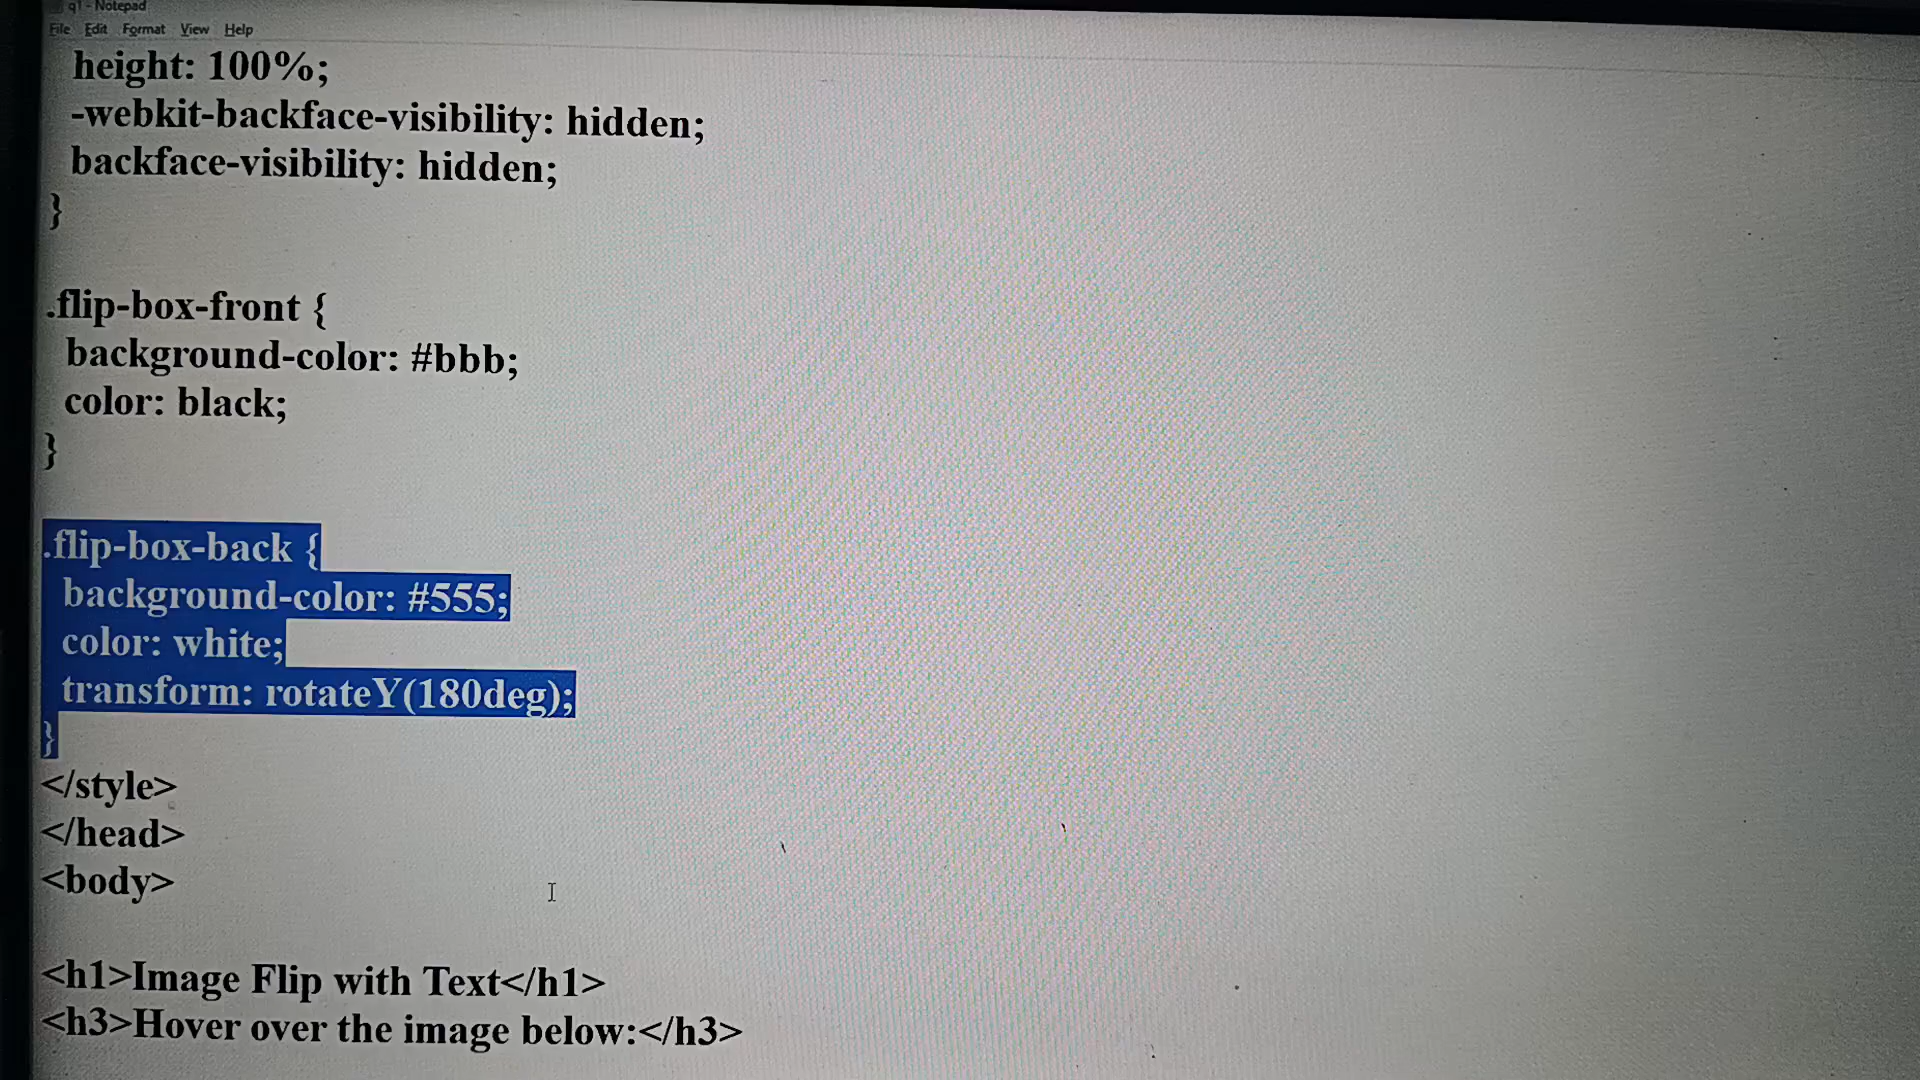 q1 - Notepad
File Edit Format View Help
height: 100%;
-webkit-backface-visibility: hidden;
backface-visibility: hidden;
}
.flip-box-front {
background-color: #bbb;
color: black;
}
.flip-box-back {
background-color: #555;
color: white;
transform: rotateY(180deg);
}
</style>
</head>
<body>
<h1>Image Flip with Text</h1>
<h3>Hover over the image below:</h3>